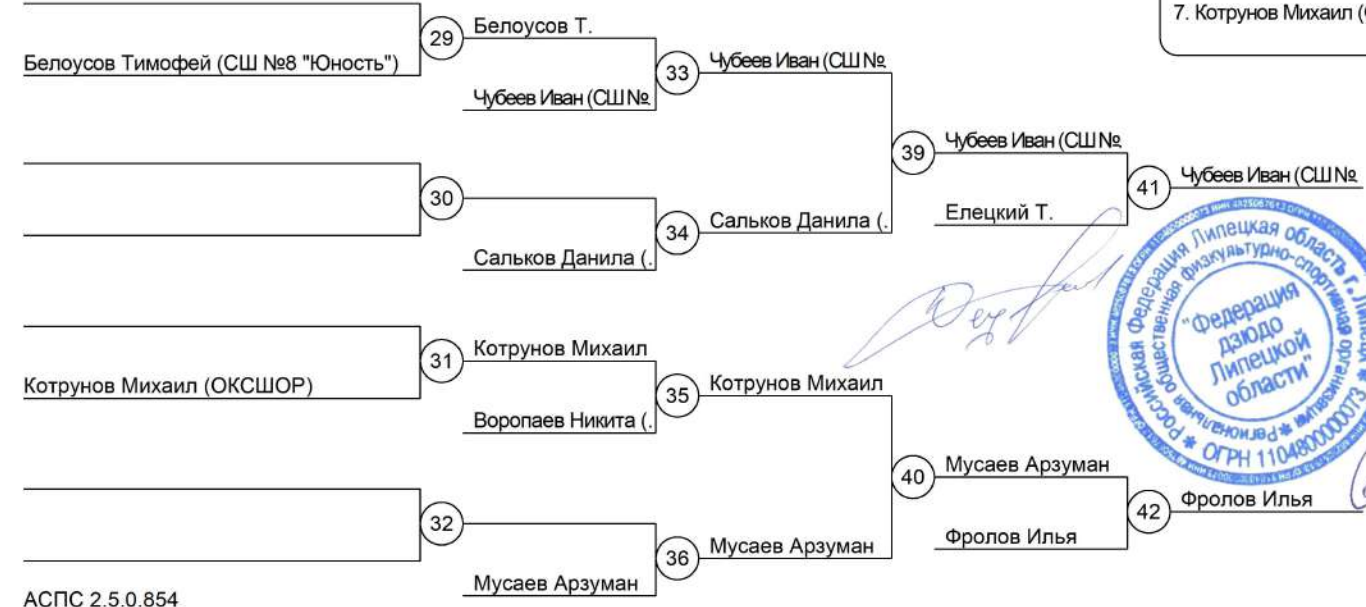 7. Котрунов Михаил (
29
Белоусов Т.
Белоусов Тимофей (СШ №8 "Юность")
33
Чубеев Иван (СШ №
Чубеев Иван (СШ №
39
Чубеев Иван (СШ №
41
Чубеев Иван (СШ №
30
Елецкий Т.
34
Сальков Данила (.
Сальков Данила (.
31
Котрунов Михаил
Котрунов Михаил (ОКСШОР)
35
Котрунов Михаил
Воропаев Никита (.
40
Мусаев Арзуман
42
Фролов Илья
32
Фролов Илья
36
Мусаев Арзуман
Мусаев Арзуман
АСПС 2.5.0.854
Российская Федерация Липецкая область г.
Региональная общественная физкультурно-спортивная организация
"Федерация
дзюдо
Липецкой
области"
ОГРН 1104800000073